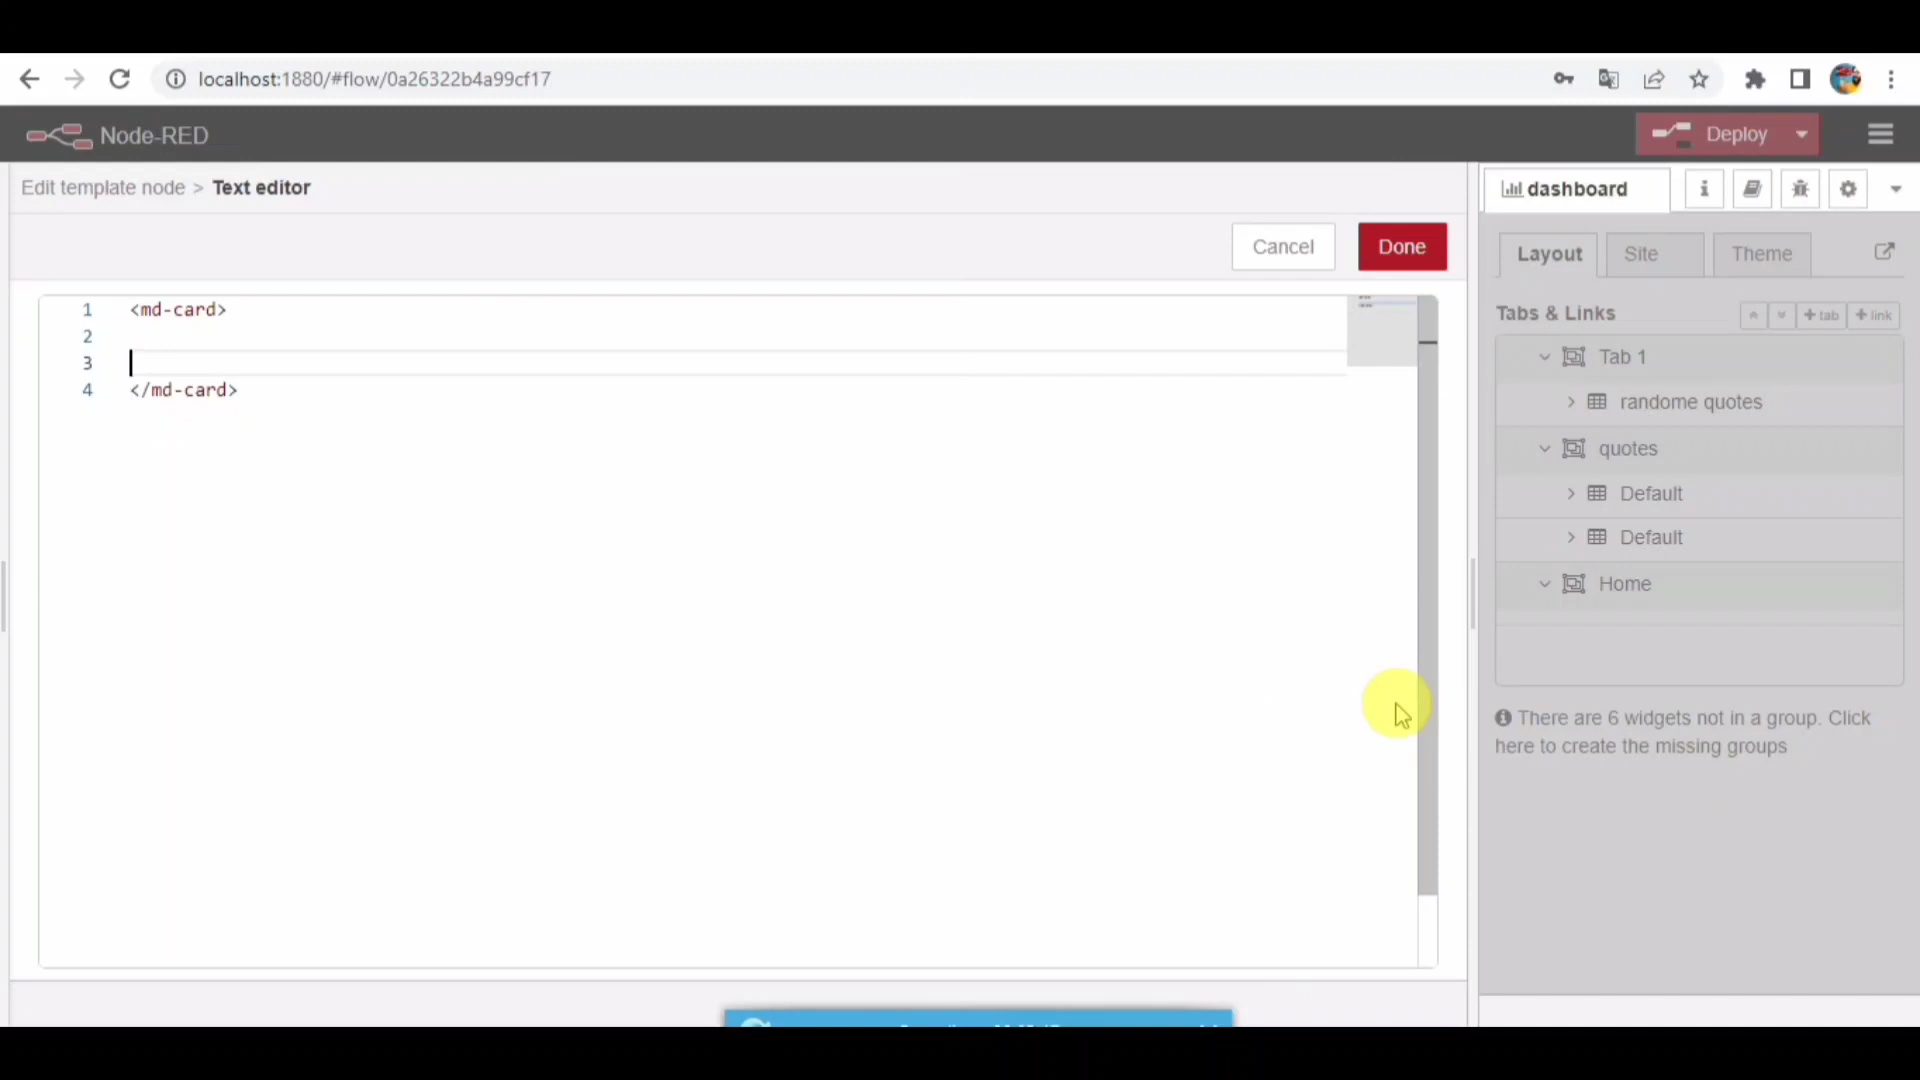 localhost:1880/#flow/0a26322b4a99cf17
Node-RED
Deploy
Edit template node > Text editor
dashboard
Cancel
Done
Layout
Site
Theme
1 <md-card>
2
3
4 </md-card>
Tabs & Links
tab
link
Tab 1
randome quotes
quotes
Default
Default
Home
There are 6 widgets not in a group. Click
here to create the missing groups